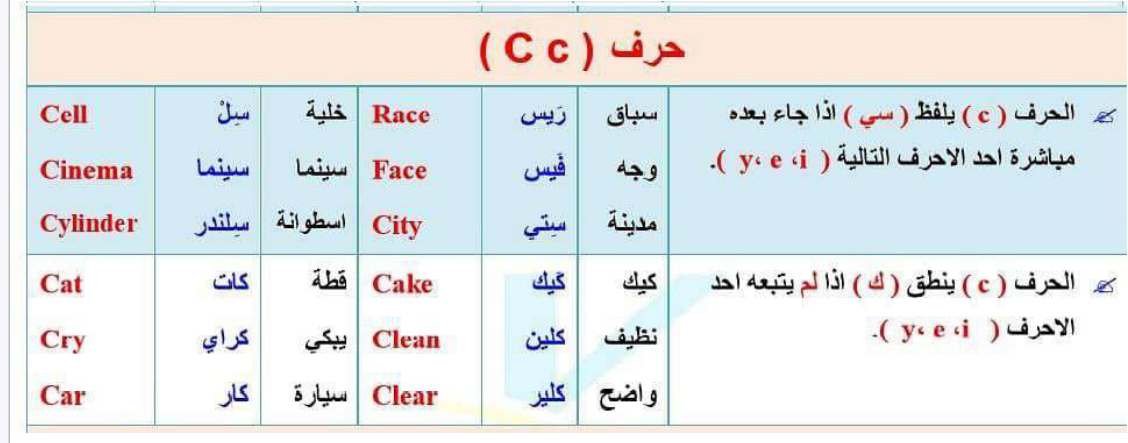 حرف ( C c )
الحرف ( c ) يلفظ ( سي ) اذا جاء بعده
مباشرة احد الاحرف التالية ( y، e ،i ).
سباق رَيس Race خلية سِلْ Cell
وجه فَيس Face سينما سينما Cinema
مدينة سِتي City اسطوانة سِلندر Cylinder
الحرف ( c ) ينطق ( ك ) اذا لم يتبعه احد
الاحرف ( y، e ،i ).
كيك كَيك Cake قطة كات Cat
نظيف كلين Clean يبكي كراي Cry
واضح كلير Clear سيارة كار Car